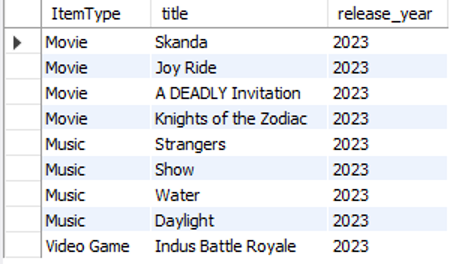 ItemType title release_year
Movie Skanda 2023
Movie Joy Ride 2023
Movie A DEADLY Invitation 2023
Movie Knights of the Zodiac 2023
Music Strangers 2023
Music Show 2023
Music Water 2023
Music Daylight 2023
Video Game Indus Battle Royale 2023